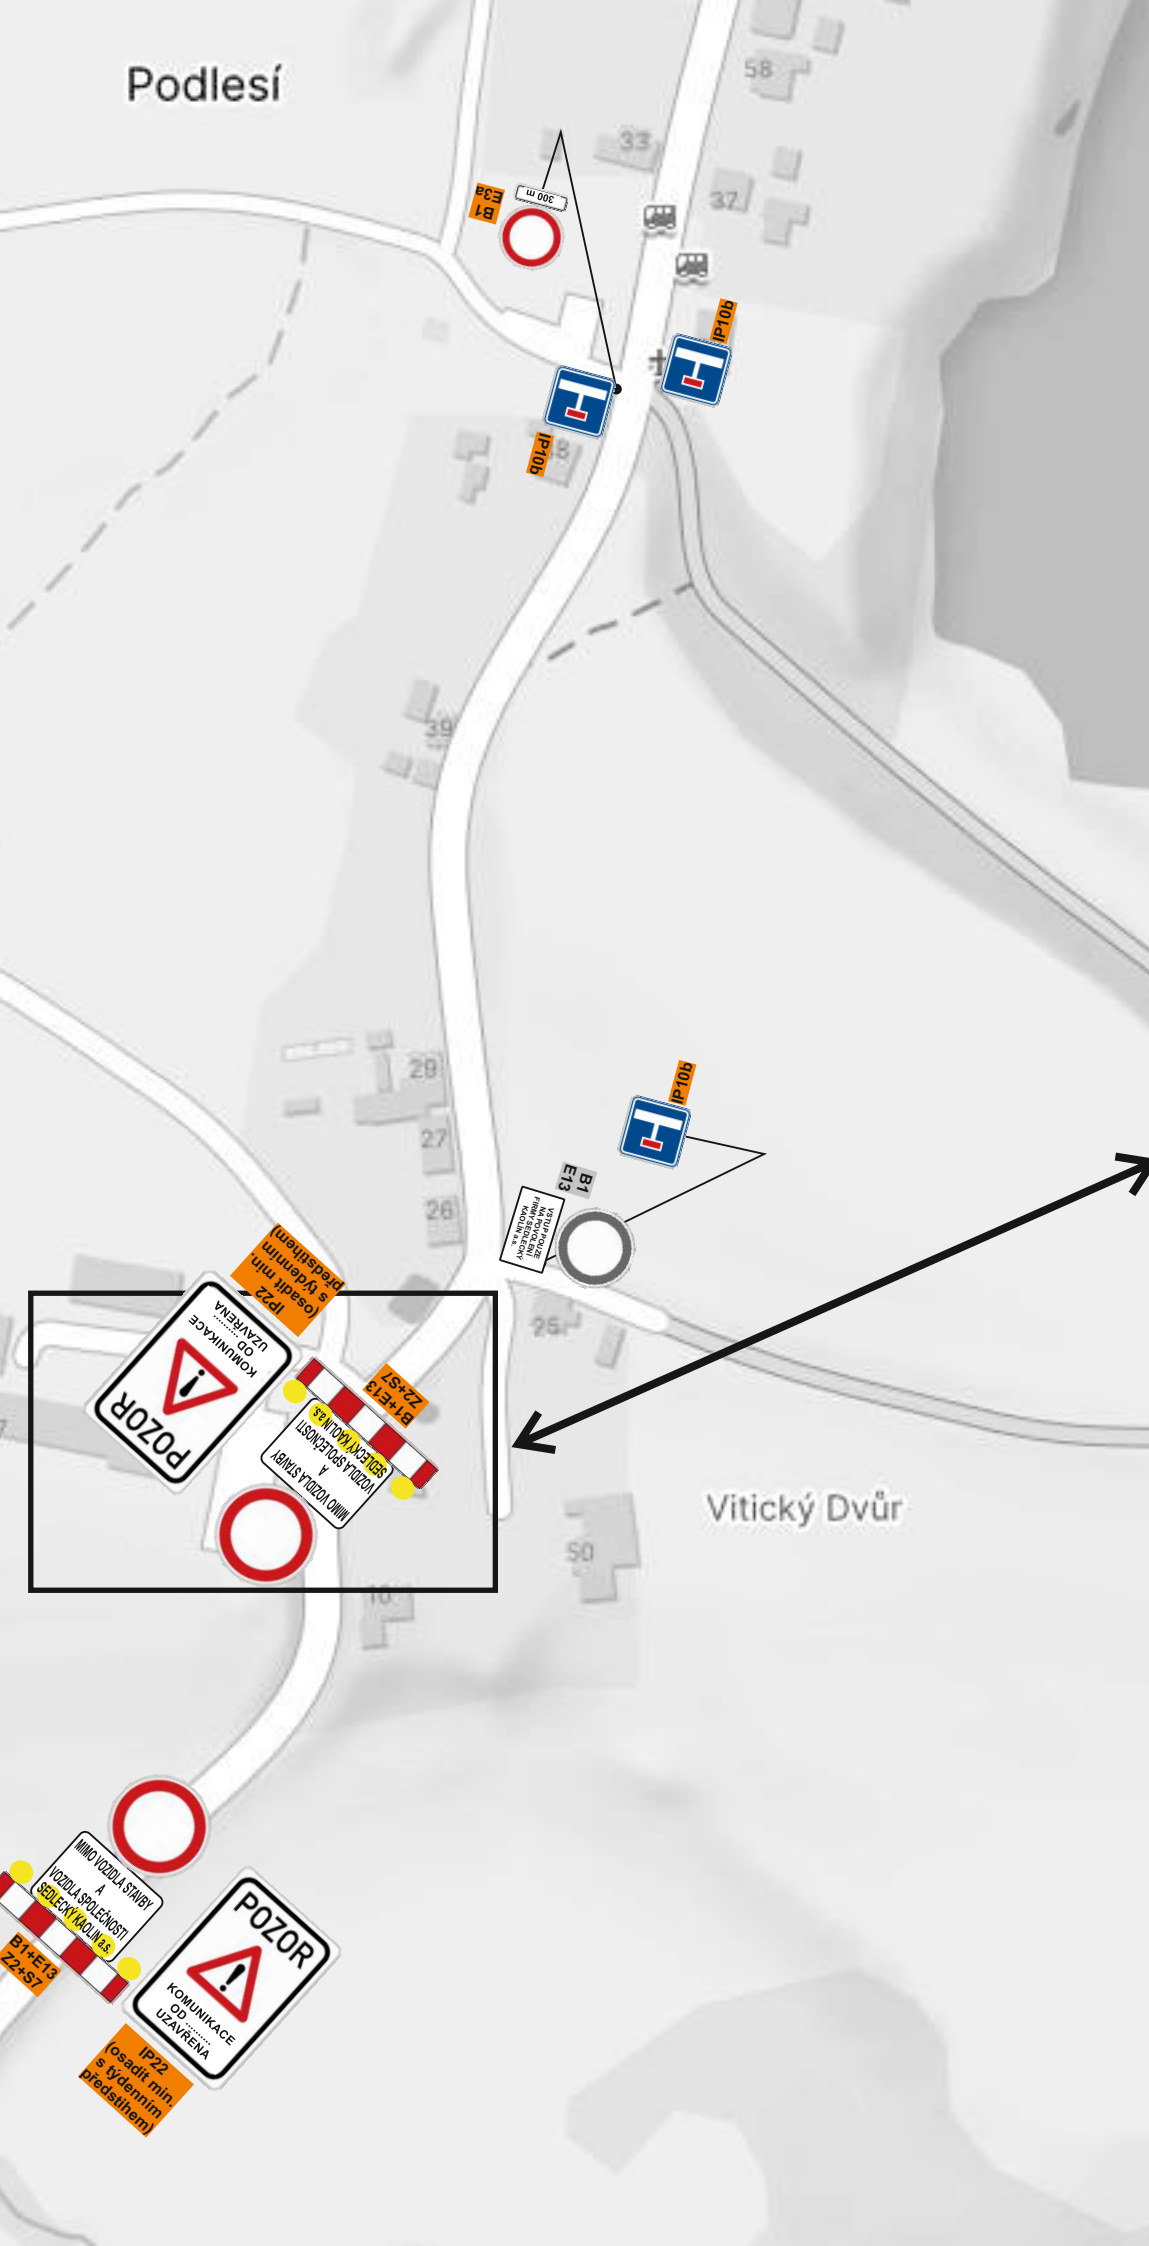 Podlesí
58
33
37
300 m
B1
E3a
IP10b
IP10b
8
39
29
27
26
IP10b
B1
E13
VSTUP POUZE
NA POVOLENÍ
FIRMY SEDLECKÝ
KAOLIN a.s.
25
IP22
(osadit min.
s týdenním
předstihem)
POZOR
KOMUNIKACE
OD .........
UZAVŘENA
B1+E13
Z2+S7
MIMO VOZIDLA STAVBY
A
VOZIDLA SPOLEČNOSTI
SEDLECKÝ KAOLIN a.s.
7
Vitický Dvůr
50
10
MIMO VOZIDLA STAVBY
A
VOZIDLA SPOLEČNOSTI
SEDLECKÝ KAOLIN a.s.
B1+E13
Z2+S7
POZOR
KOMUNIKACE
OD .........
UZAVŘENA
IP22
(osadit min.
s týdenním
předstihem)